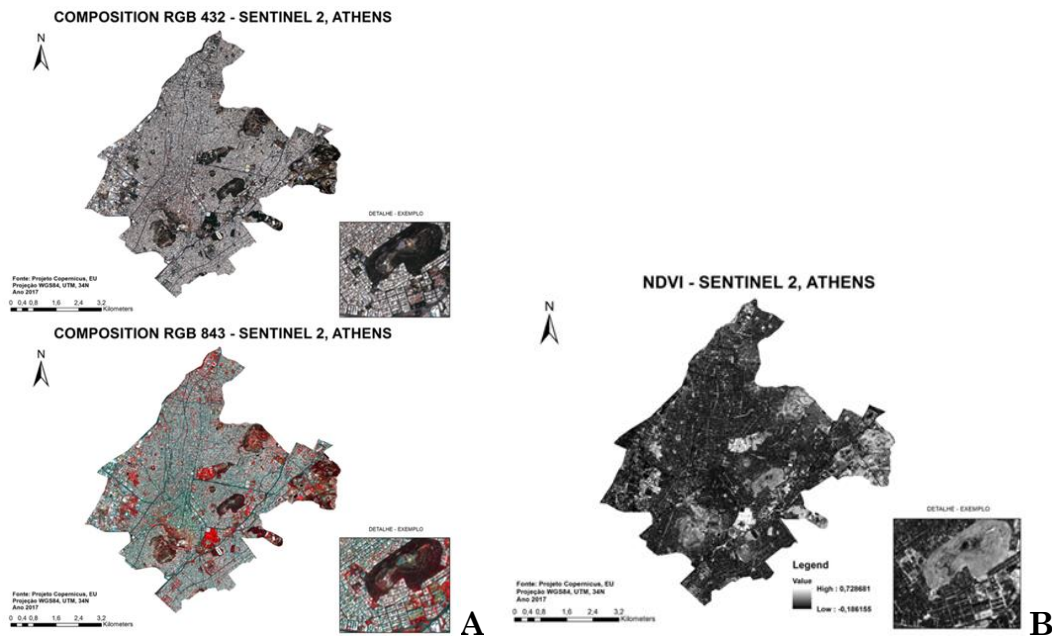 COMPOSITION RGB 432 - SENTINEL 2, ATHENS
N
DETALHE - EXEMPLO
Fonte: Projeto Copernicus, EU
Projeção WGS84, UTM, 34N
Ano 2017
0 0,4 0,8 1,6 2,4 3,2
Kilometers
COMPOSITION RGB 843 - SENTINEL 2, ATHENS
N
DETALHE - EXEMPLO
Fonte: Projeto Copernicus, EU
Projeção WGS84, UTM, 34N
Ano 2017
0 0,4 0,8 1,6 2,4 3,2
Kilometers
A
NDVI - SENTINEL 2, ATHENS
N
DETALHE - EXEMPLO
Legend
Value
High : 0,728681
Low : -0,186155
Fonte: Projeto Copernicus, EU
Projeção WGS84, UTM, 34N
Ano 2017
0 0,4 0,8 1,6 2,4 3,2
Kilometers
B